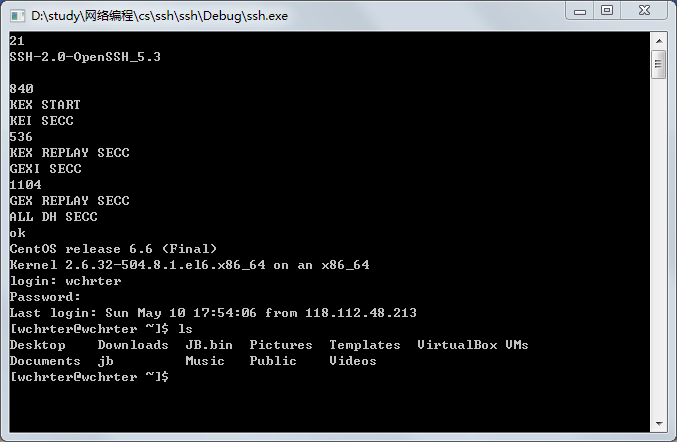 D:\study\网络编程\cs\ssh\ssh\Debug\ssh.exe
21
SSH-2.0-OpenSSH_5.3
840
KEX START
KEI SECC
536
KEX REPLAY SECC
GEXI SECC
1104
GEX REPLAY SECC
ALL DH SECC
ok
CentOS release 6.6 (Final)
Kernel 2.6.32-504.8.1.el6.x86_64 on an x86_64
login: wchrter
Password:
Last login: Sun May 10 17:54:06 from 118.112.48.213
[wchrter@wchrter ~]$ ls
Desktop    Downloads  JB.bin  Pictures  Templates  VirtualBox VMs
Documents  jb         Music   Public    Videos
[wchrter@wchrter ~]$